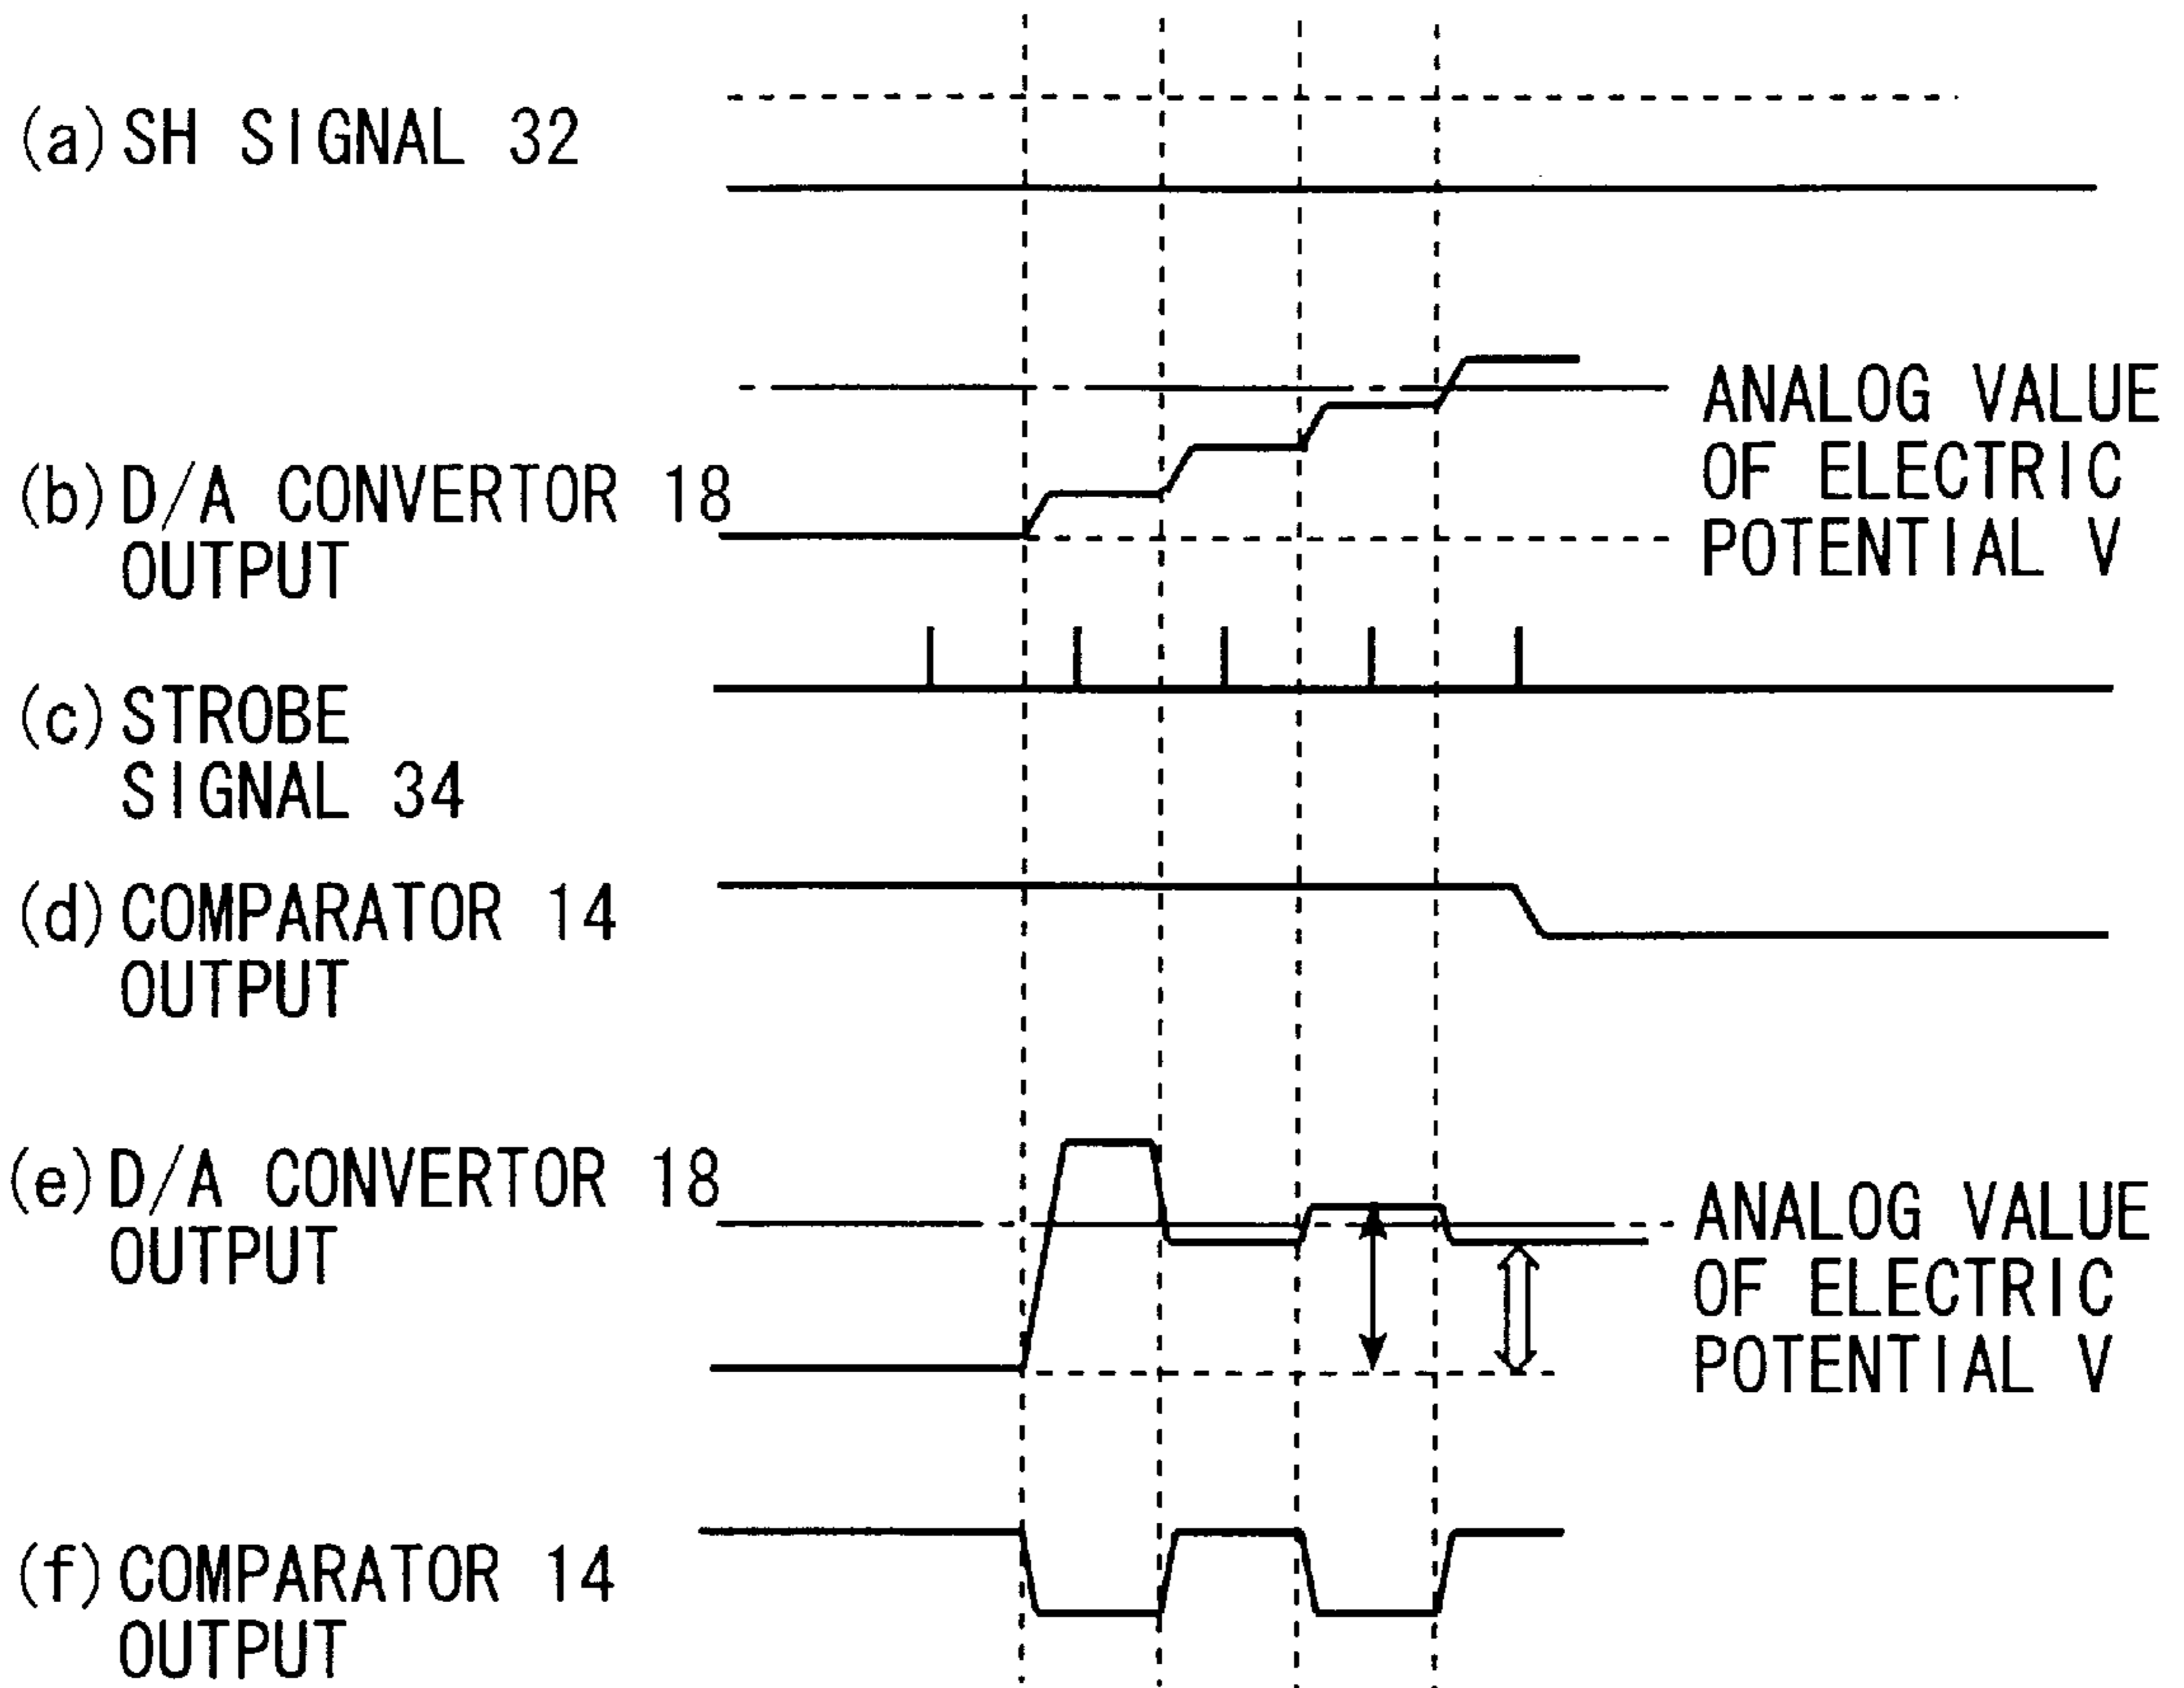 (a) SH SIGNAL 32
ANALOG VALUE
OF ELECTRIC
POTENTIAL V
(b) D/A CONVERTOR 18
OUTPUT
(c) STROBE
SIGNAL 34
(d) COMPARATOR 14
OUTPUT
(e) D/A CONVERTOR 18
OUTPUT
ANALOG VALUE
OF ELECTRIC
POTENTIAL V
(f) COMPARATOR 14
OUTPUT